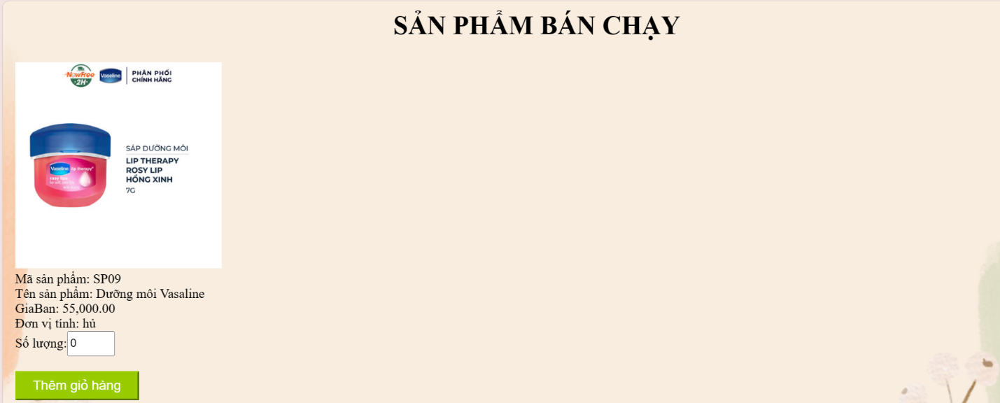 SẢN PHẨM BÁN CHẠY
NowFree
2H
Vaseline
PHÂN PHỐI
CHÍNH HÃNG
SÁP DƯỠNG MÔI
LIP THERAPY
ROSY LIP
HỒNG XINH
7G
Vaseline lip therapy
rosy lips
Mã sản phẩm: SP09
Tên sản phẩm: Dưỡng môi Vasaline
GiaBan: 55,000.00
Đơn vị tính: hủ
Số lượng: 0
Thêm giỏ hàng